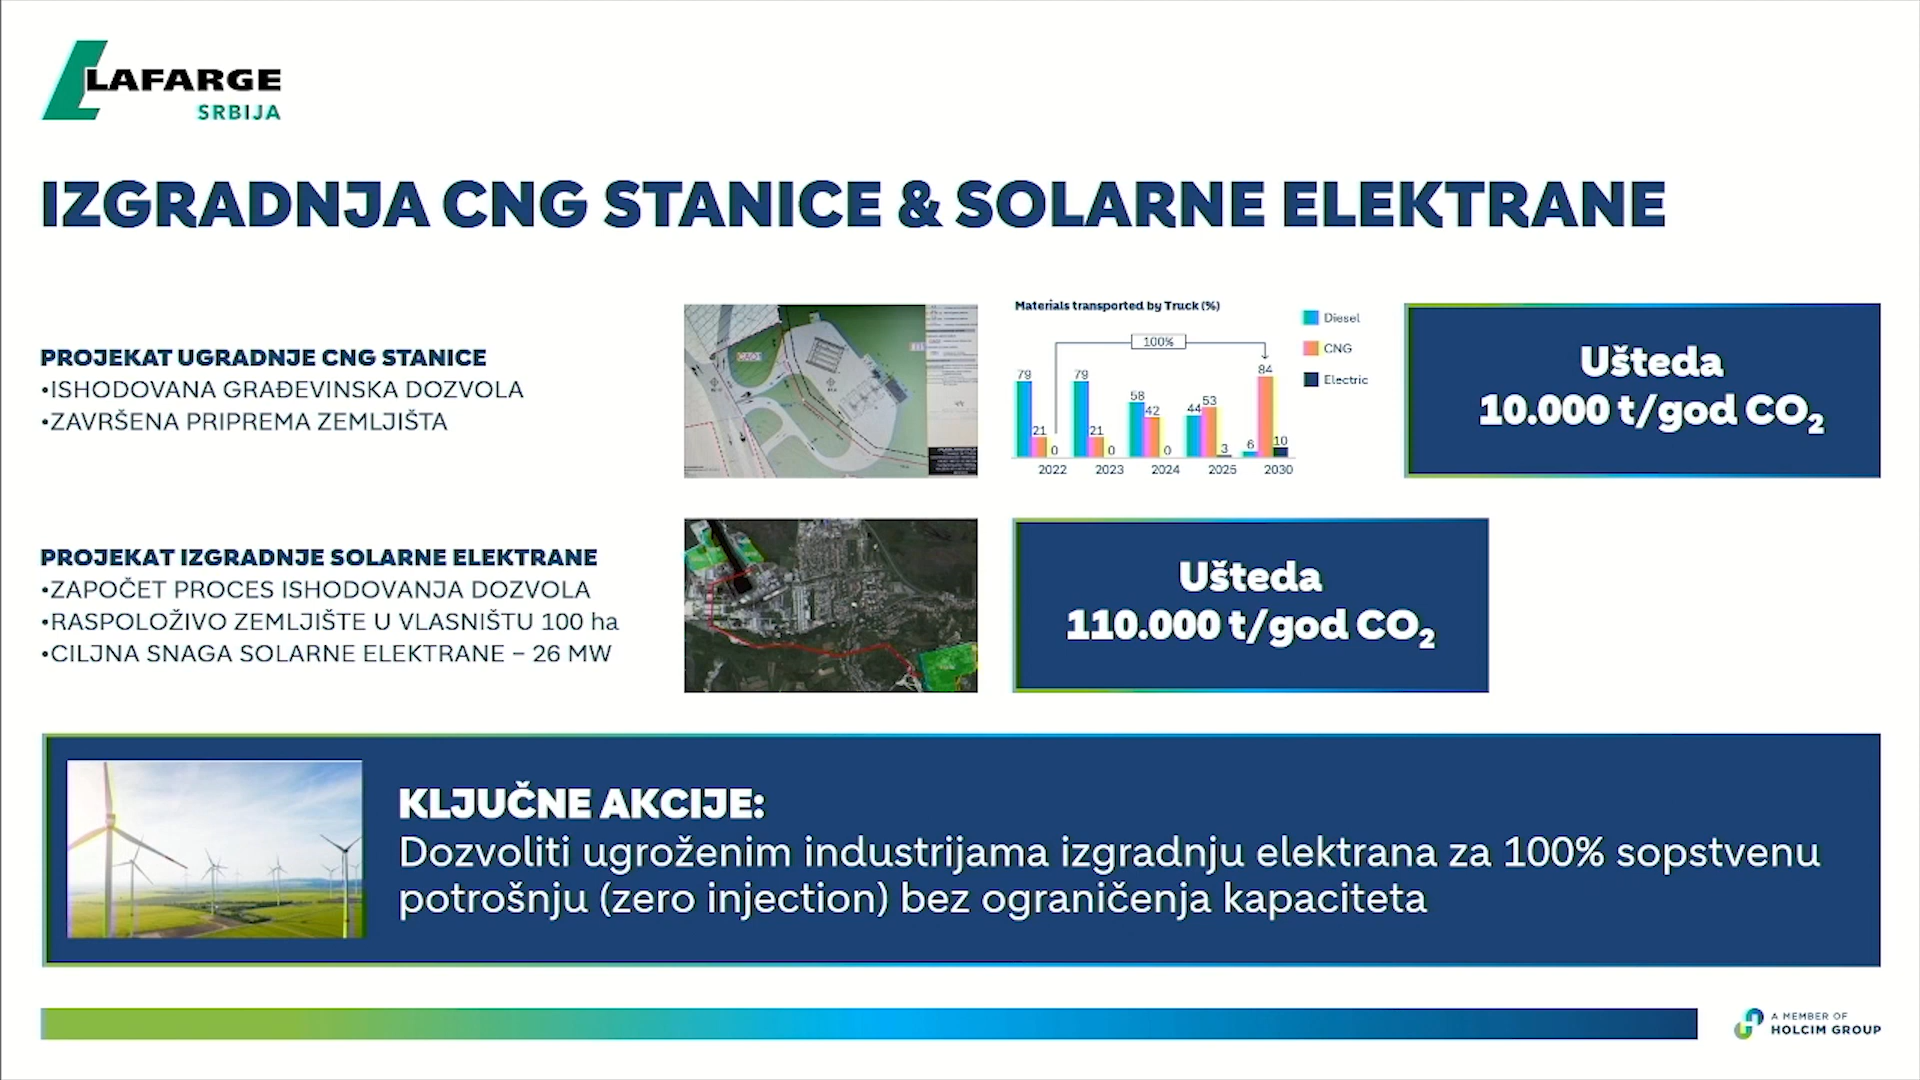 LAFARGE
SRBIJA
IZGRADNJA CNG STANICE & SOLARNE ELEKTRANE
PROJEKAT UGRADNJE CNG STANICE
•ISHODOVANA GRAĐEVINSKA DOZVOLA
•ZAVRŠENA PRIPREMA ZEMLJIŠTA
Materials transported by Truck (%)
Diesel
CNG
Electric
100%
79 21 0
79 21 0
58 42 0
44 53 3
6 84 10
2022 2023 2024 2025 2030
Ušteda
10.000 t/god CO₂
PROJEKAT IZGRADNJE SOLARNE ELEKTRANE
•ZAPOČET PROCES ISHODOVANJA DOZVOLA
•RASPOLOŽIVO ZEMLJIŠTE U VLASNIŠTU 100 ha
•CILJNA SNAGA SOLARNE ELEKTRANE – 26 MW
Ušteda
110.000 t/god CO₂
KLJUČNE AKCIJE:
Dozvoliti ugroženim industrijama izgradnju elektrana za 100% sopstvenu
potrošnju (zero injection) bez ograničenja kapaciteta
A MEMBER OF
HOLCIM GROUP